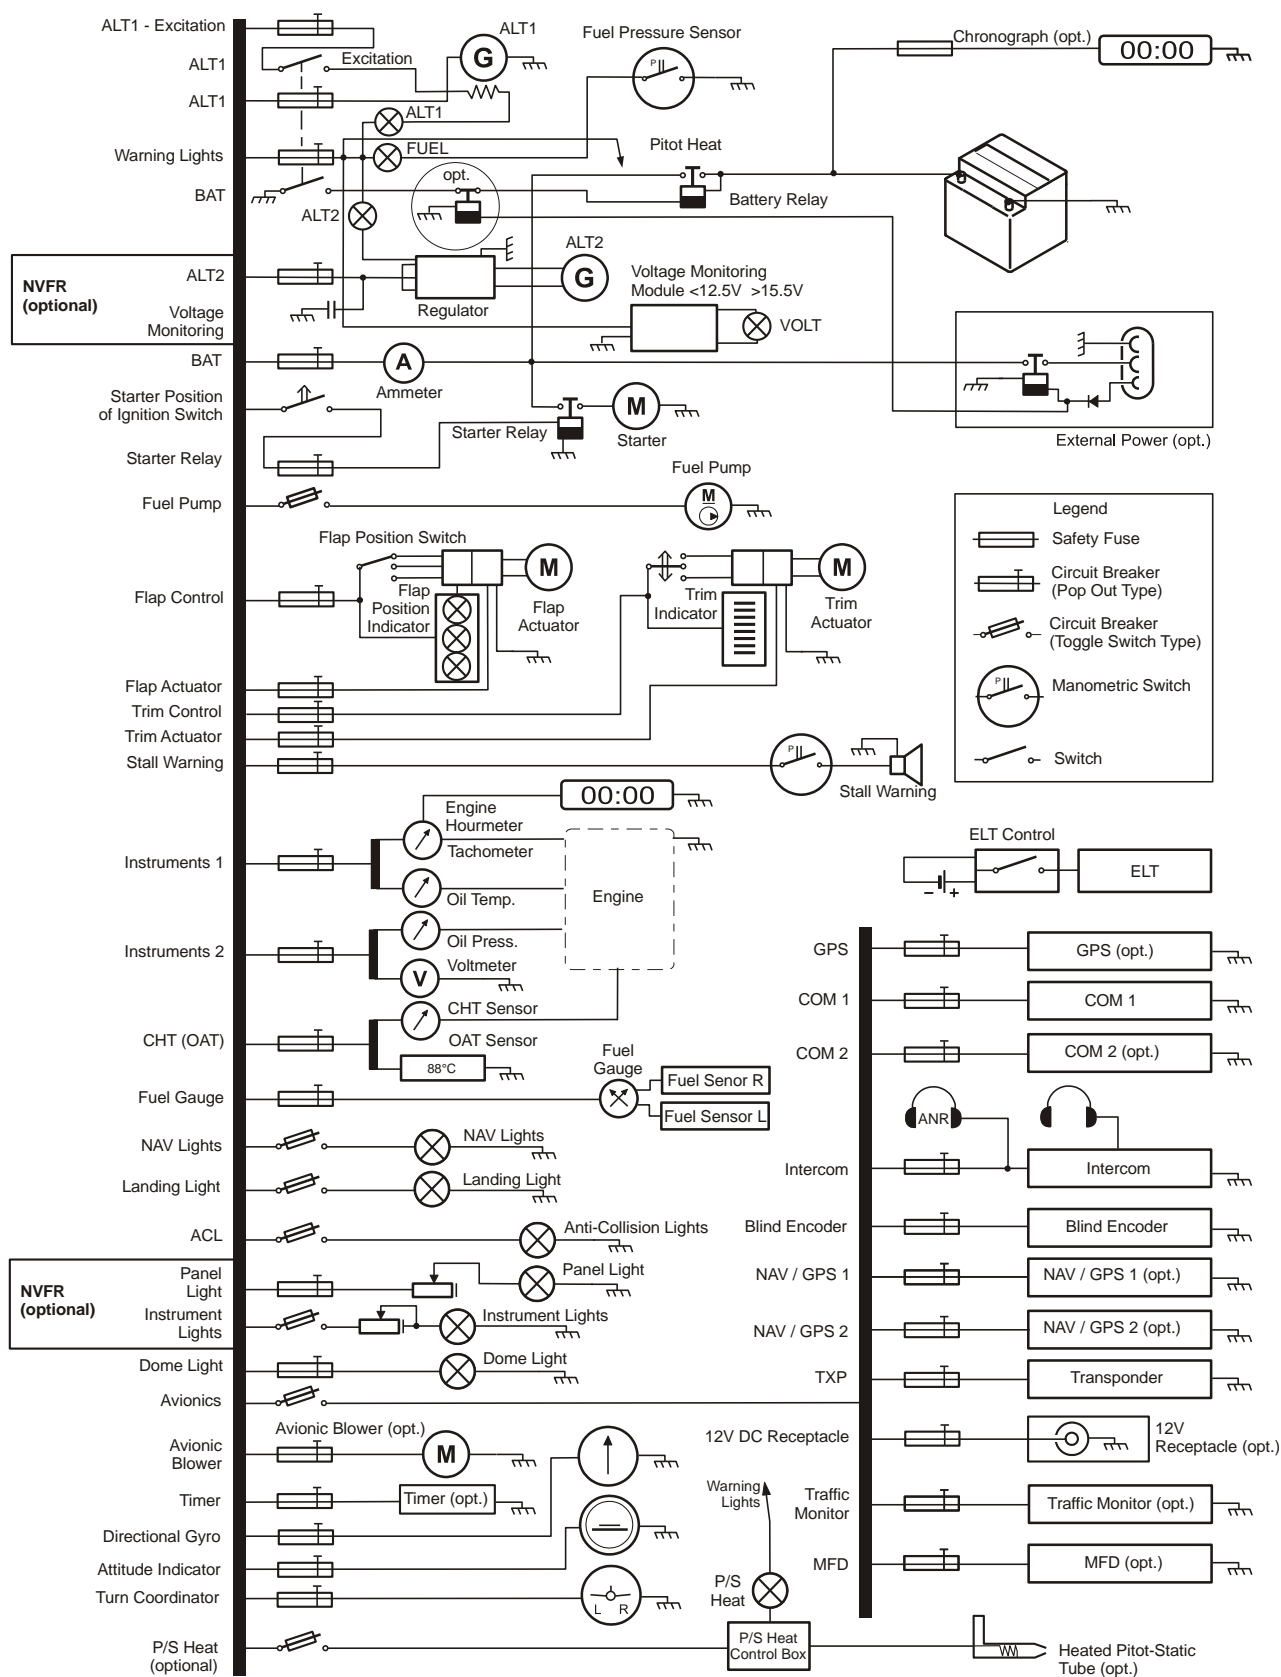 ALT1 - Excitation
ALT1
Excitation
ALT1
G
Fuel Pressure Sensor
P
Chronograph (opt.)
00:00
ALT1
ALT1
Warning Lights
FUEL
BAT
opt.
ALT2
Pitot Heat
Battery Relay
NVFR
(optional)
ALT2
Voltage
Monitoring
Regulator
ALT2
G
Voltage Monitoring
Module <12.5V >15.5V
VOLT
BAT
A
Ammeter
Starter Position
of Ignition Switch
Starter Relay
M
Starter
External Power (opt.)
Starter Relay
Fuel Pump
Fuel Pump
M
Legend
Safety Fuse
Circuit Breaker
(Pop Out Type)
Circuit Breaker
(Toggle Switch Type)
P
Manometric Switch
Switch
Flap Position Switch
Flap Control
Flap
Position
Indicator
M
Flap
Actuator
Trim
Indicator
M
Trim
Actuator
Flap Actuator
Trim Control
Trim Actuator
Stall Warning
P
Stall Warning
00:00
Engine
Hourmeter
Tachometer
Instruments 1
Oil Temp.
Engine
Instruments 2
Oil Press.
V
Voltmeter
CHT (OAT)
CHT Sensor
OAT Sensor
88°C
Fuel Gauge
Fuel
Gauge
Fuel Senor R
Fuel Sensor L
NAV Lights
NAV Lights
Landing Light
Landing Light
ACL
Anti-Collision Lights
NVFR
(optional)
Panel
Light
Panel Light
Instrument
Lights
Instrument Lights
Dome Light
Dome Light
Avionics
Avionic Blower (opt.)
Avionic
Blower
M
Timer
Timer (opt.)
Directional Gyro
Attitude Indicator
Turn Coordinator
L R
P/S Heat
(optional)
Warning
Lights
P/S
Heat
P/S Heat
Control Box
Heated Pitot-Static
Tube (opt.)
ELT Control
- +
ELT
GPS
GPS (opt.)
COM 1
COM 1
COM 2
COM 2 (opt.)
ANR
Intercom
Intercom
Blind Encoder
Blind Encoder
NAV / GPS 1
NAV / GPS 1 (opt.)
NAV / GPS 2
NAV / GPS 2 (opt.)
TXP
Transponder
12V DC Receptacle
12V
Receptacle (opt.)
Traffic
Monitor
Traffic Monitor (opt.)
MFD
MFD (opt.)